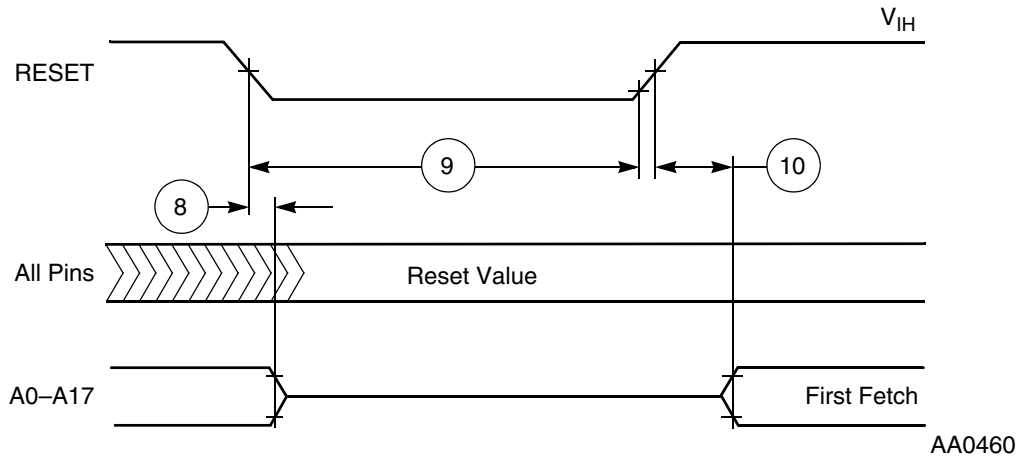 V_IH
RESET
9
10
8
All Pins
Reset Value
A0–A17
First Fetch
AA0460